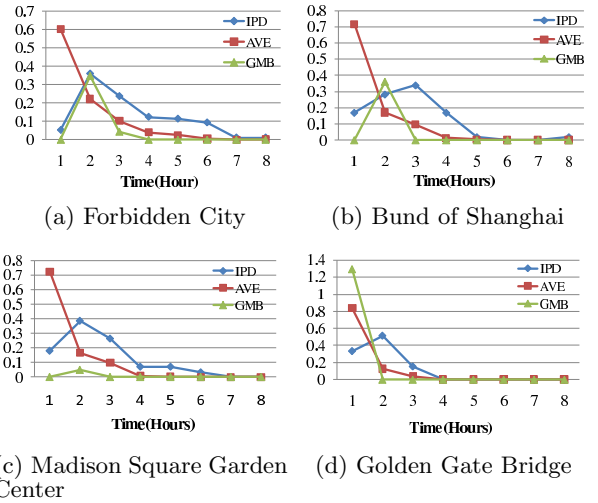 0.7
0.6
0.5
0.4
0.3
0.2
0.1
0
IPD
AVE
GMB
1 2 3 4 5 6 7 8
Time(Hour)
(a) Forbidden City
0.8
0.7
0.6
0.5
0.4
0.3
0.2
0.1
0
IPD
AVE
GMB
1 2 3 4 5 6 7 8
Time(Hours)
(b) Bund of Shanghai
0.8
0.7
0.6
0.5
0.4
0.3
0.2
0.1
0
IPD
AVE
GMB
1 2 3 4 5 6 7 8
Time(Hours)
(c) Madison Square Garden
Center
1.4
1.2
1
0.8
0.6
0.4
0.2
0
IPD
AVE
GMB
1 2 3 4 5 6 7 8
Time(Hours)
(d) Golden Gate Bridge